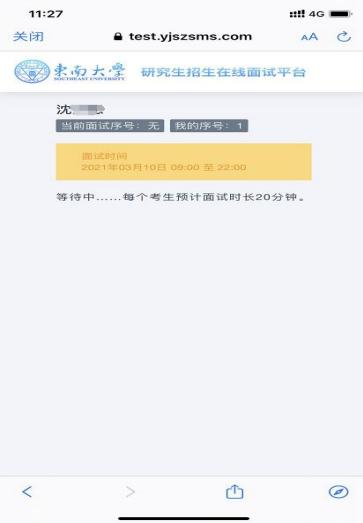 11:27
4G
关闭
test.yjszsms.com
AA
東南大學
SOUTHEAST UNIVERSITY
研究生招生在线面试平台
沈
当前面试序号：无 我的序号：1
面试时间
2021年03月10日 09:00 至 22:00
等待中……每个考生预计面试时长20分钟。